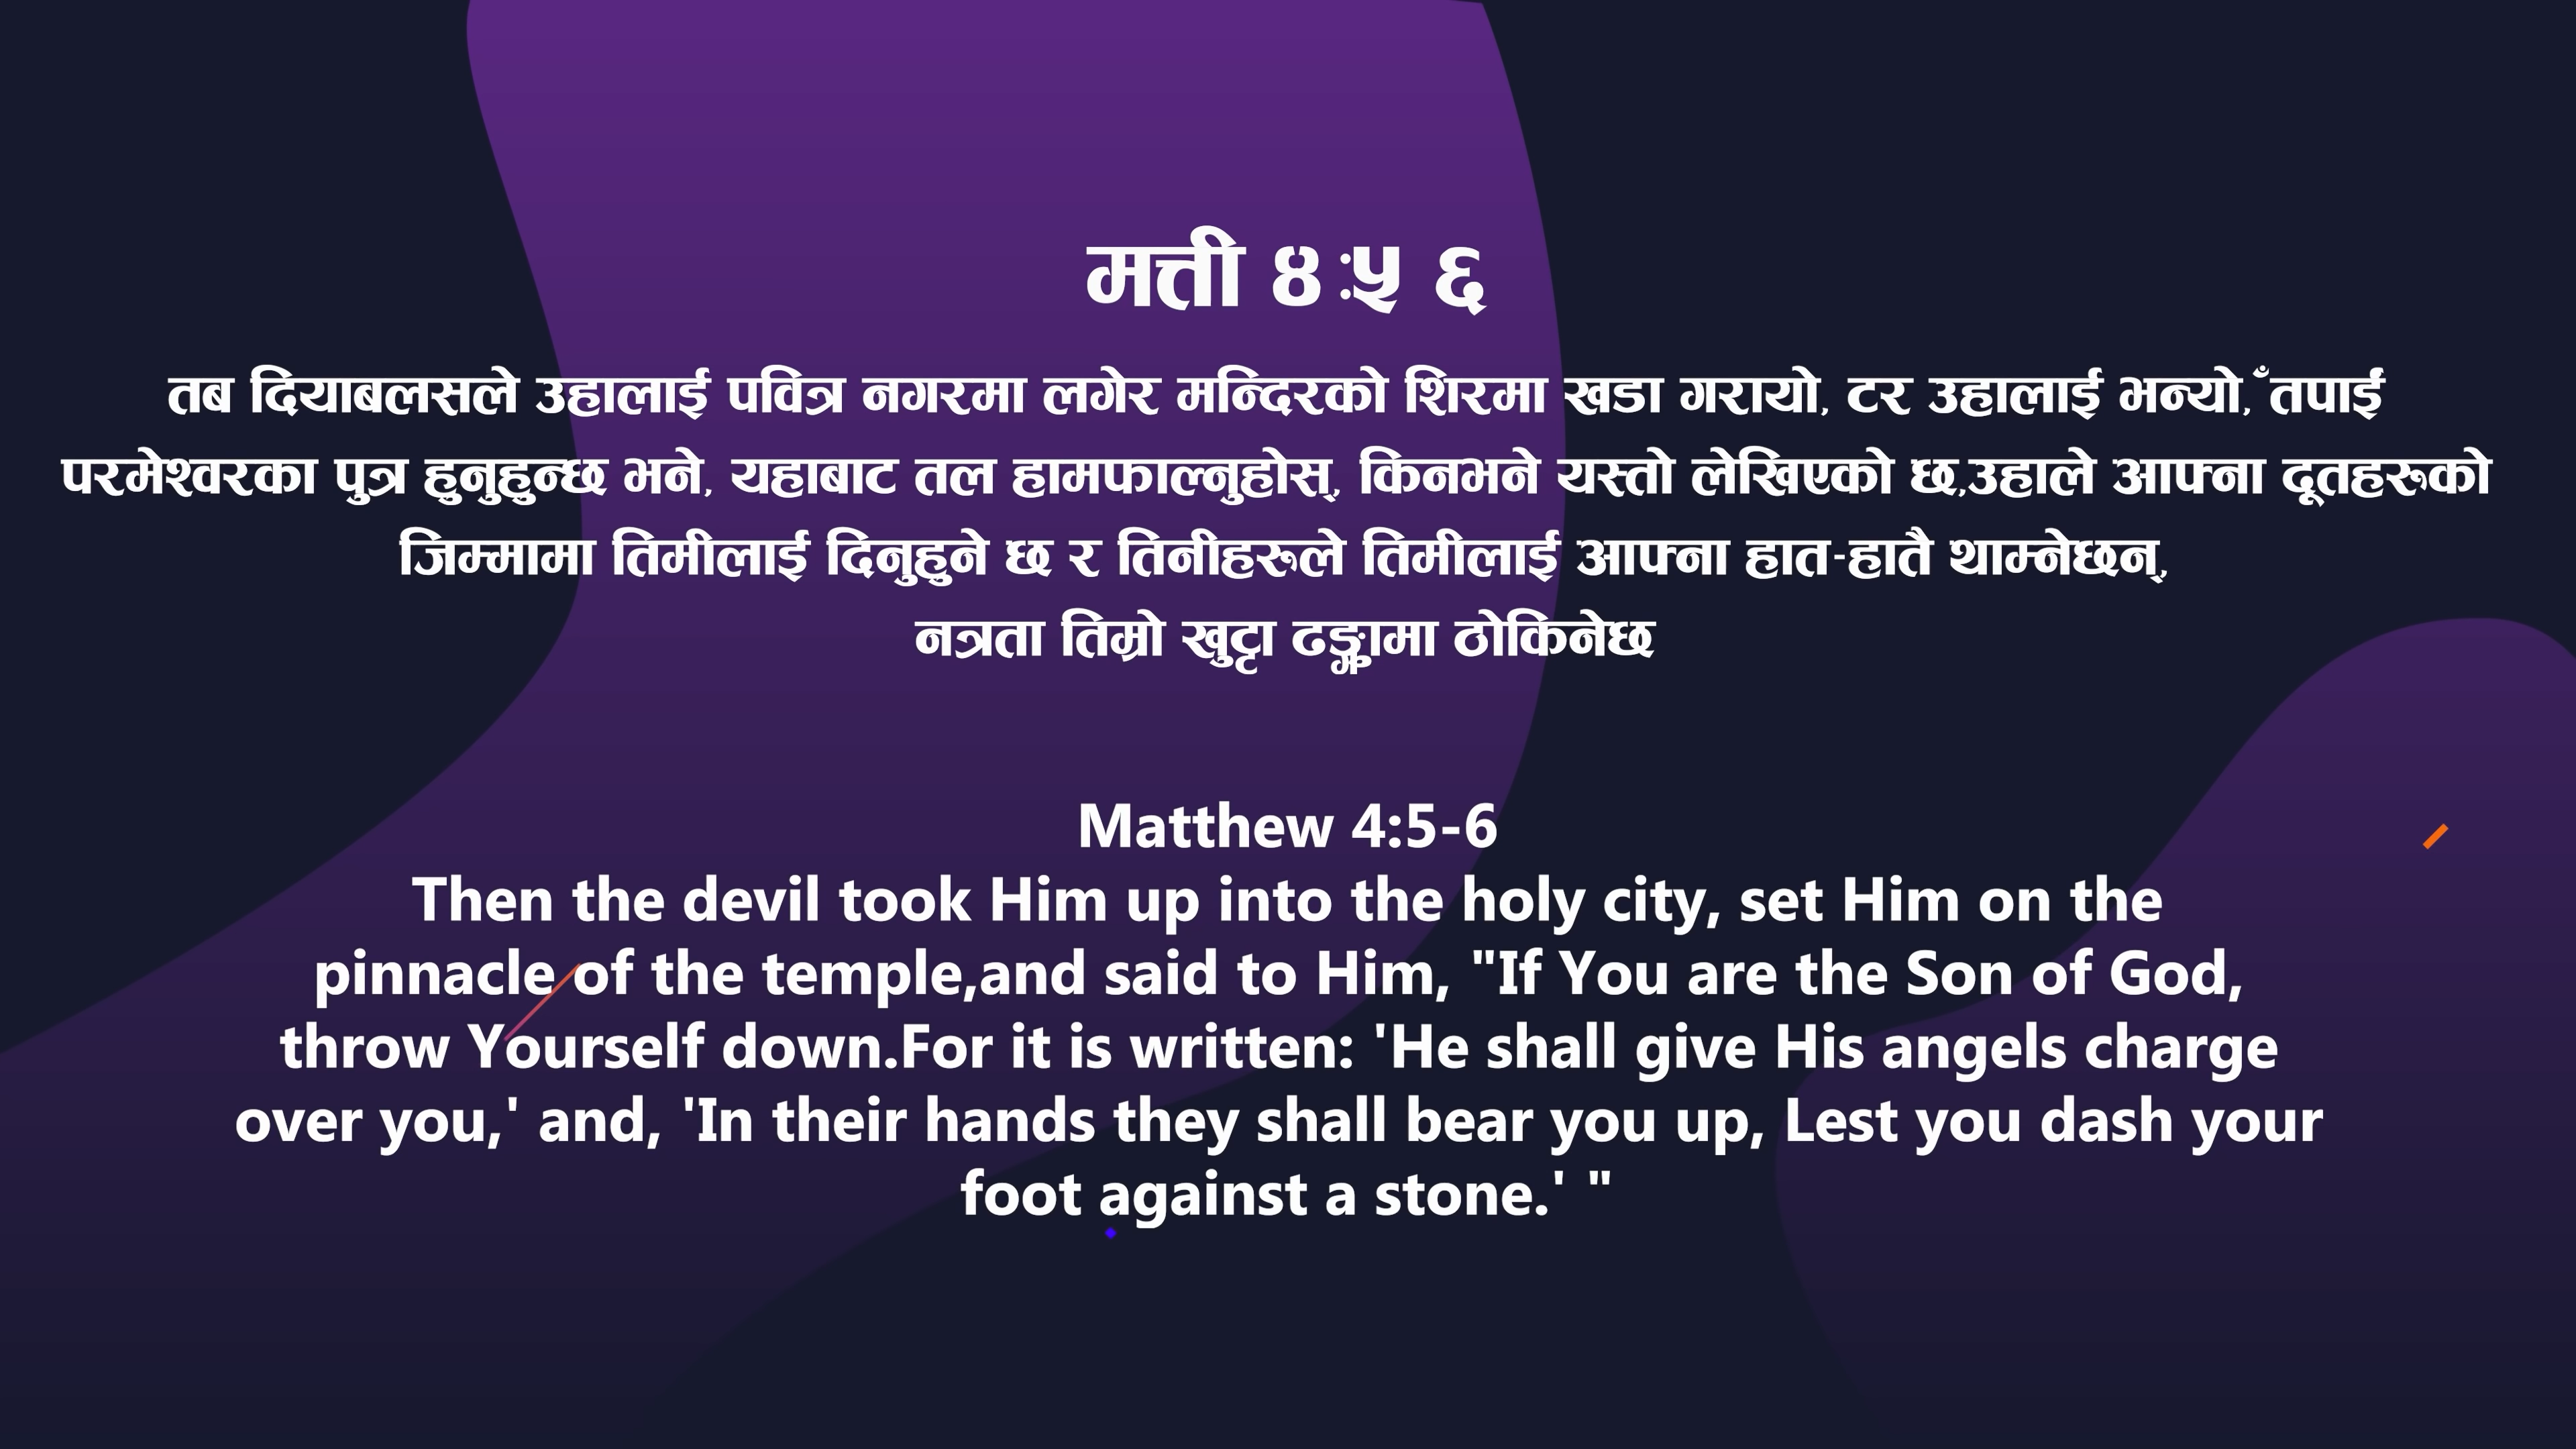 मत्ती ४:५ ६
तब दियाबलसले उहालाई पवित्र नगरमा लगेर मन्दिरको शिरमा खडा गरायो, टर उहालाई भन्यो,ँतपाईं
परमेश्वरका पुत्र हुनुहुन्छ भने, यहाबाट तल हामफाल्नुहोस्, किनभने यस्तो लेखिएको छ,उहाले आफ्ना दूतहरुको
जिम्मामा तिमीलाई दिनुहुने छ र तिनीहरुले तिमीलाई आफ्ना हात-हातै थाम्नेछन्,
नत्रता तिम्रो खुट्टा ढङ्गामा ठोकिनेछ
Matthew 4:5-6
Then the devil took Him up into the holy city, set Him on the
pinnacle of the temple,and said to Him, "If You are the Son of God,
throw Yourself down.For it is written: 'He shall give His angels charge
over you,' and, 'In their hands they shall bear you up, Lest you dash your
foot against a stone.' "